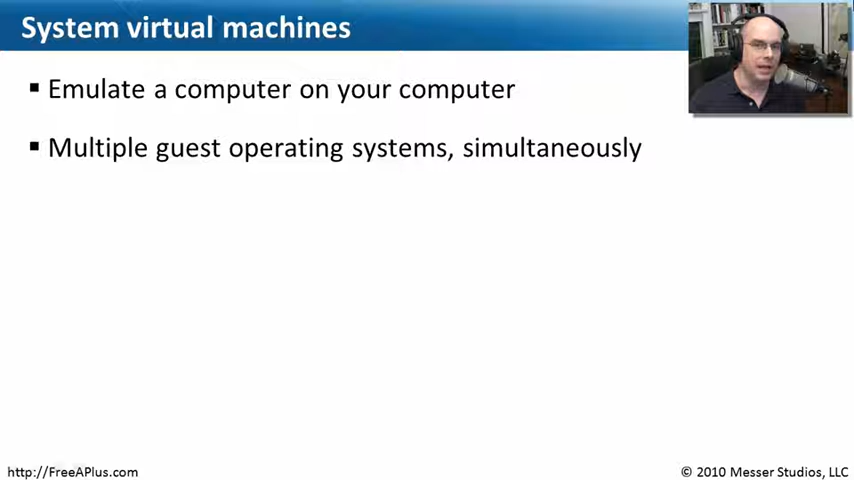 System virtual machines
▪ Emulate a computer on your computer
▪ Multiple guest operating systems, simultaneously
http://FreeAPlus.com
© 2010 Messer Studios, LLC